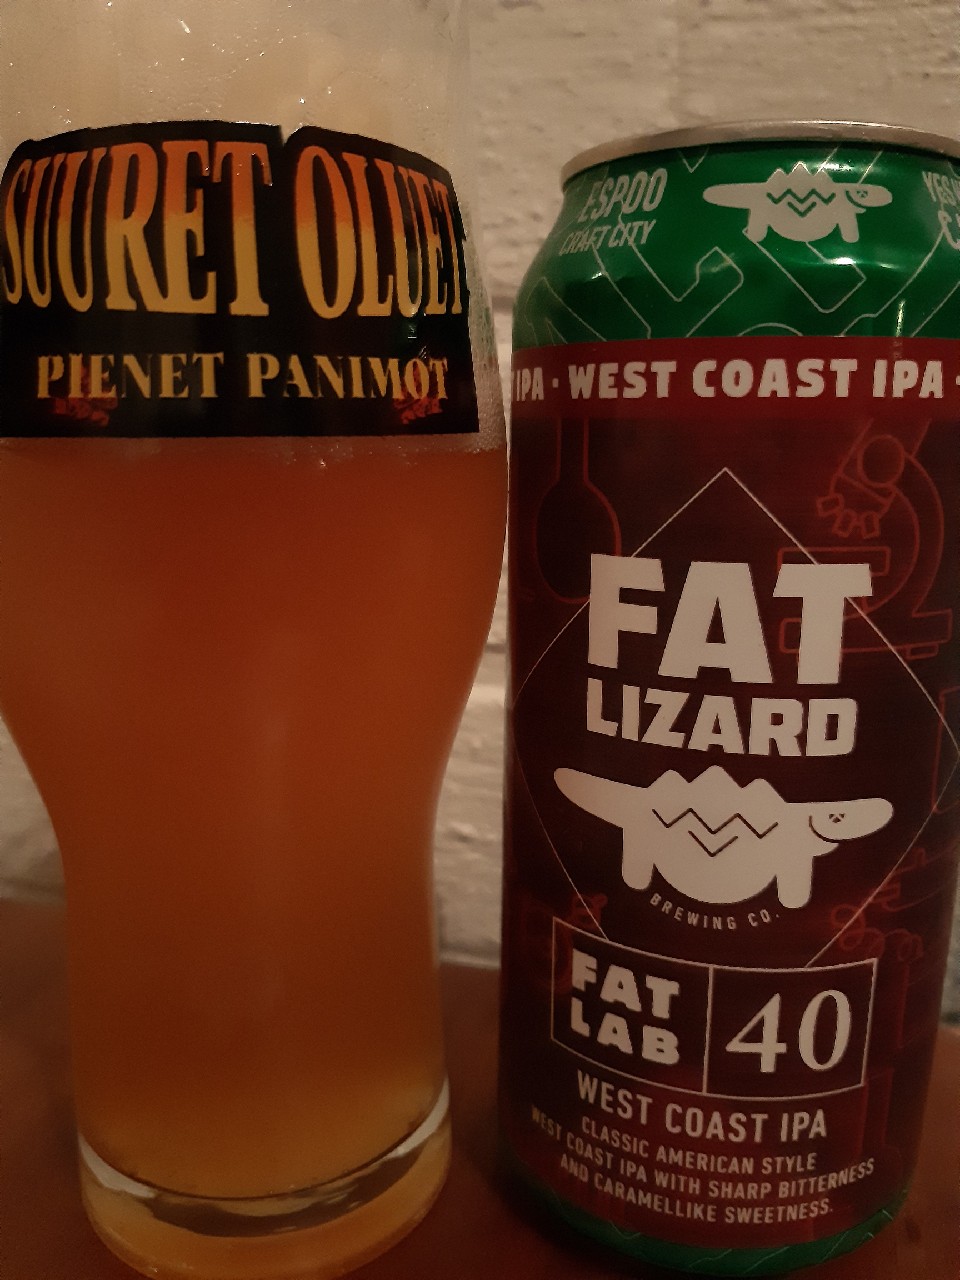 SUURET OLUET
PIENET PANIMOT
ESPOO
CRAFT CITY
IPA · WEST COAST IPA ·
FAT
LIZARD
BREWING CO.
FAT
LAB
40
WEST COAST IPA
CLASSIC AMERICAN STYLE
WEST COAST IPA WITH SHARP BITTERNESS
AND CARAMELLIKE SWEETNESS.